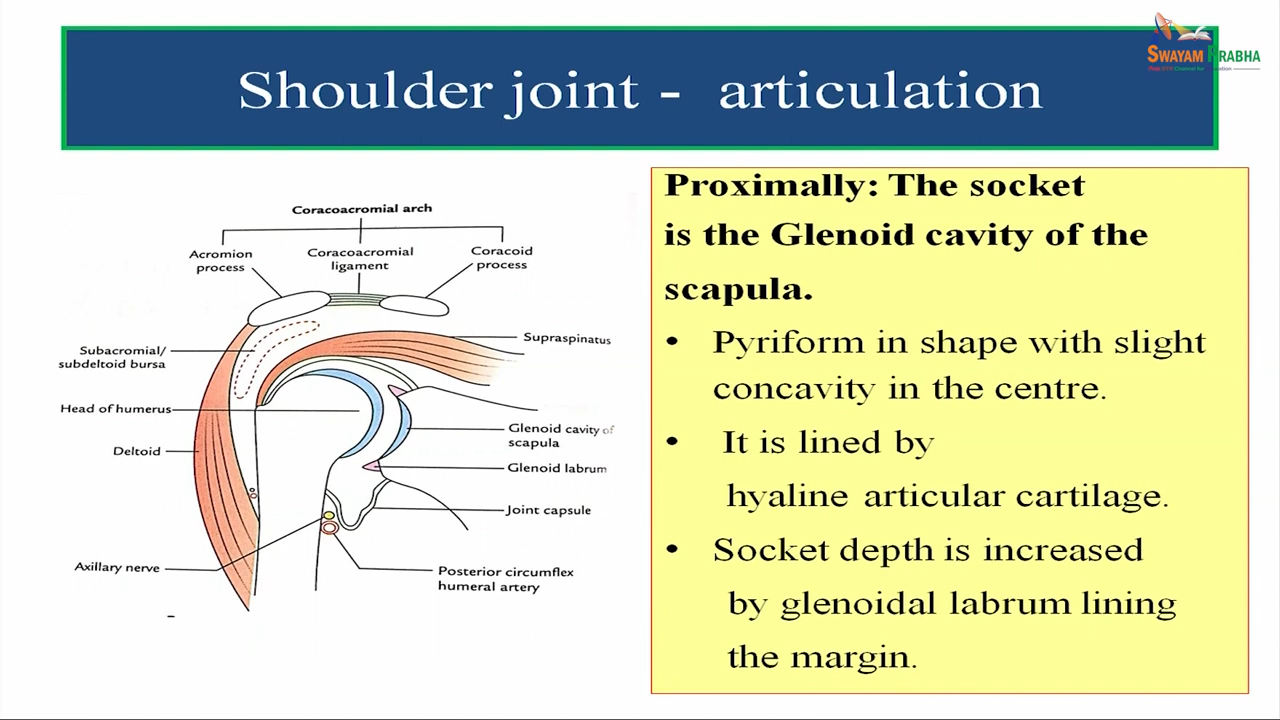 SWAYAM PRABHA
Shoulder joint - articulation
Coracoacromial arch
Acromion
process
Coracoacromial
ligament
Coracoid
process
Supraspinatus
Subacromial/
subdeltoid bursa
Head of humerus
Glenoid cavity of
scapula
Deltoid
Glenoid labrum
Joint capsule
Axillary nerve
Posterior circumflex
humeral artery
Proximally: The socket
is the Glenoid cavity of the
scapula.
• Pyriform in shape with slight
concavity in the centre.
• It is lined by
hyaline articular cartilage.
• Socket depth is increased
by glenoidal labrum lining
the margin.